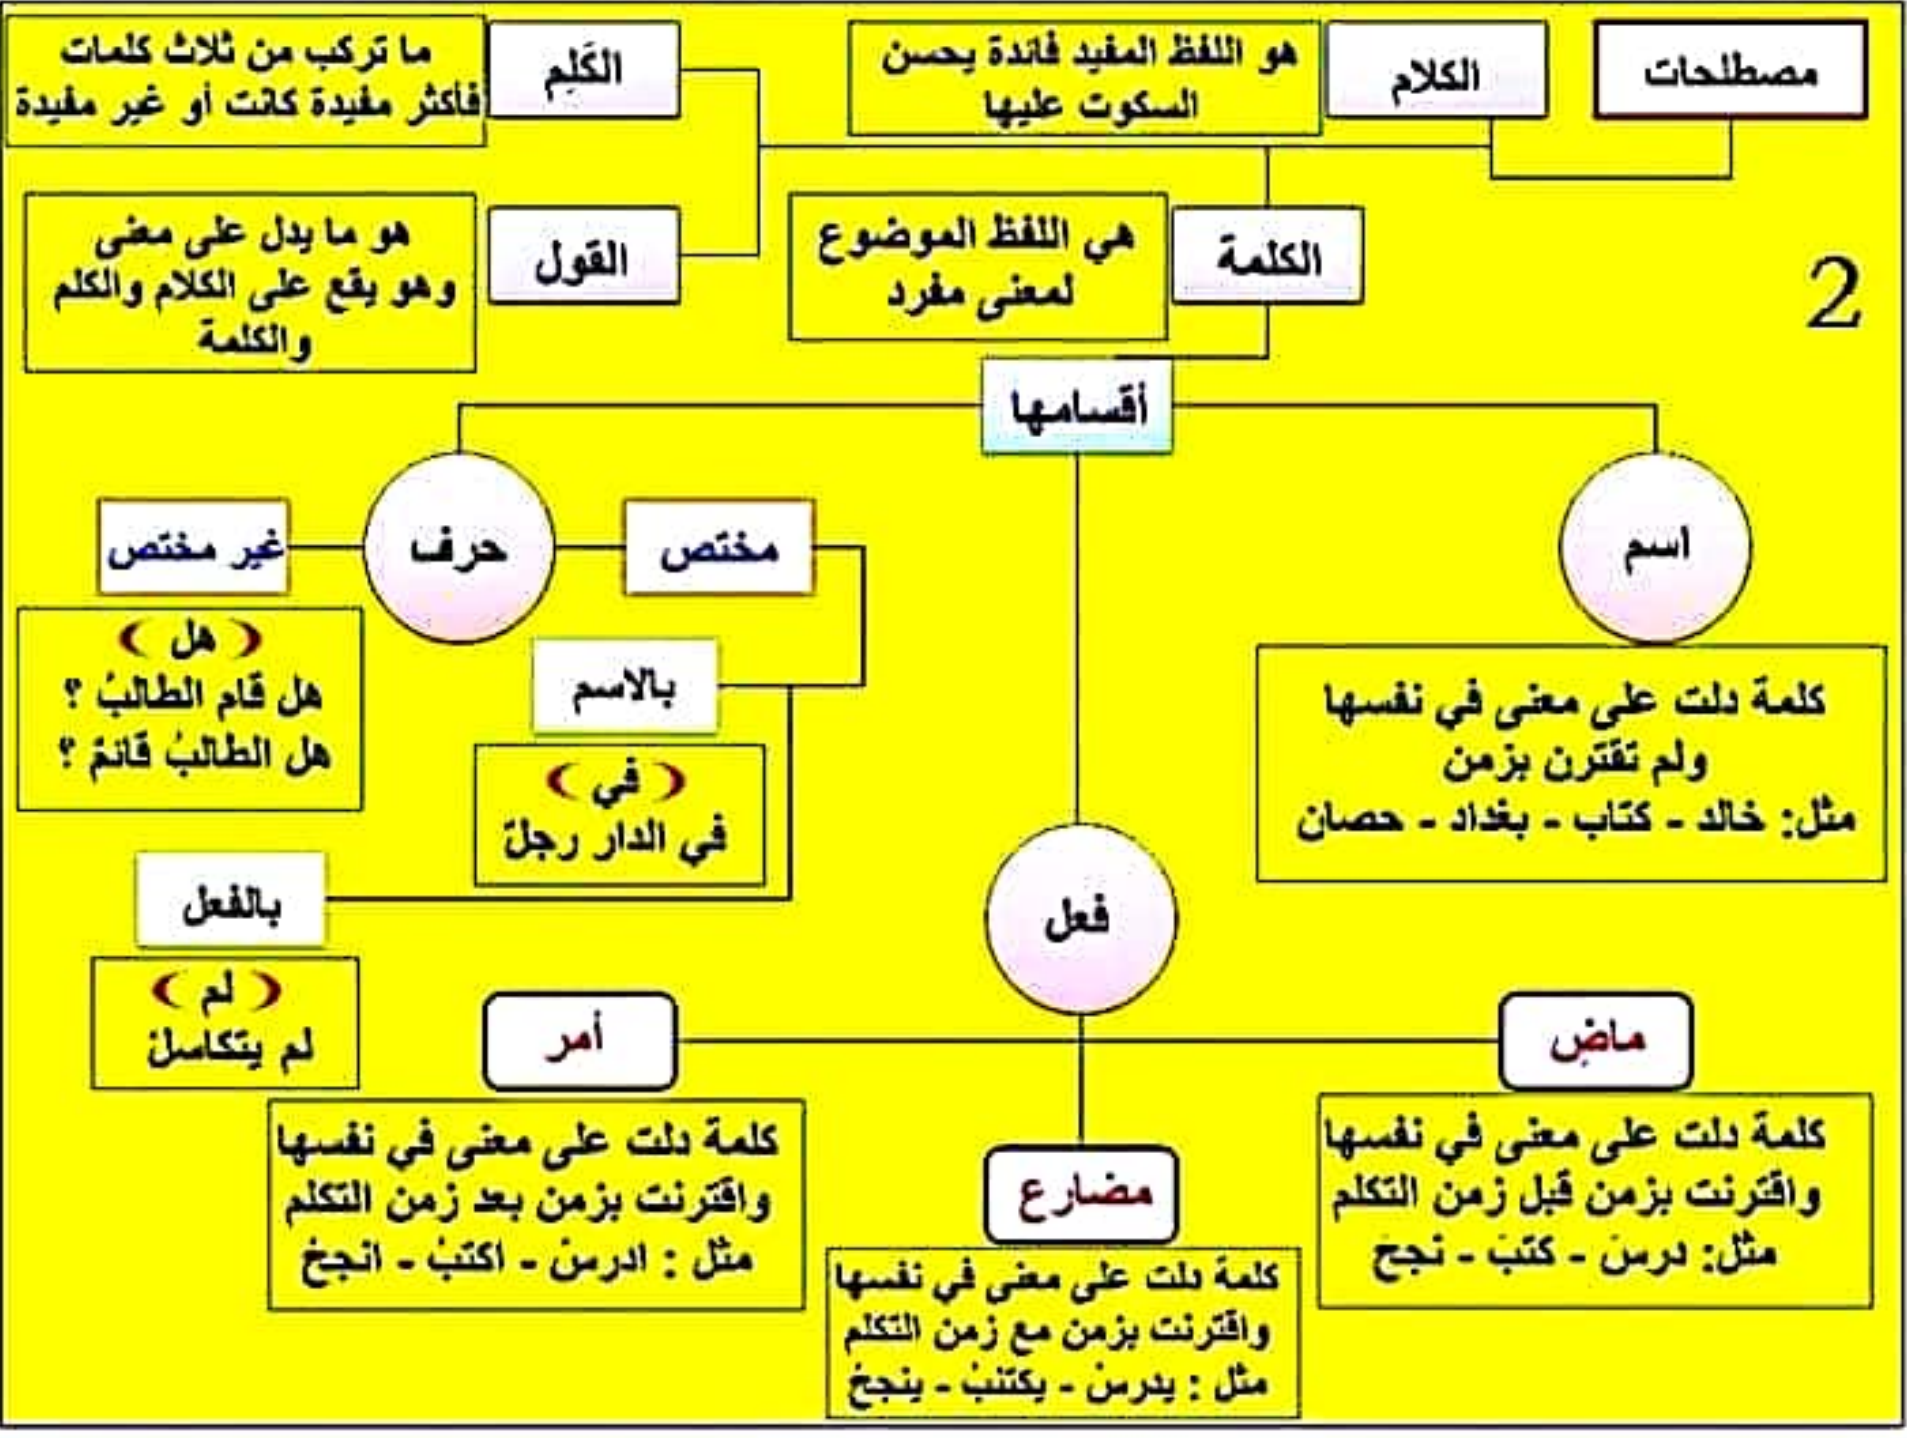 مصطلحات
الكلام
هو اللفظ المفيد فائدة يحسن
السكوت عليها
الكَلِم
ما تركب من ثلاث كلمات
فأكثر مفيدة كانت أو غير مفيدة
الكلمة
هي اللفظ الموضوع
لمعنى مفرد
القول
هو ما يدل على معنى
وهو يقع على الكلام والكلم
والكلمة
2
أقسامها
اسم
كلمة دلت على معنى في نفسها
ولم تقترن بزمن
مثل: خالد - كتاب - بغداد - حصان
حرف
مختص
غير مختص
( هل )
هل قام الطالبُ ؟
هل الطالبُ قائمٌ ؟
بالاسم
( في )
في الدار رجلٌ
بالفعل
( لم )
لم يتكاسلْ
فعل
ماضٍ
كلمة دلت على معنى في نفسها
واقترنت بزمن قبل زمن التكلم
مثل: درسَ - كتبَ - نجحَ
مضارع
كلمة دلت على معنى في نفسها
واقترنت بزمن مع زمن التكلم
مثل : يدرسُ - يكتبُ - ينجحُ
أمر
كلمة دلت على معنى في نفسها
واقترنت بزمن بعد زمن التكلم
مثل : ادرسْ - اكتبْ - انجحْ